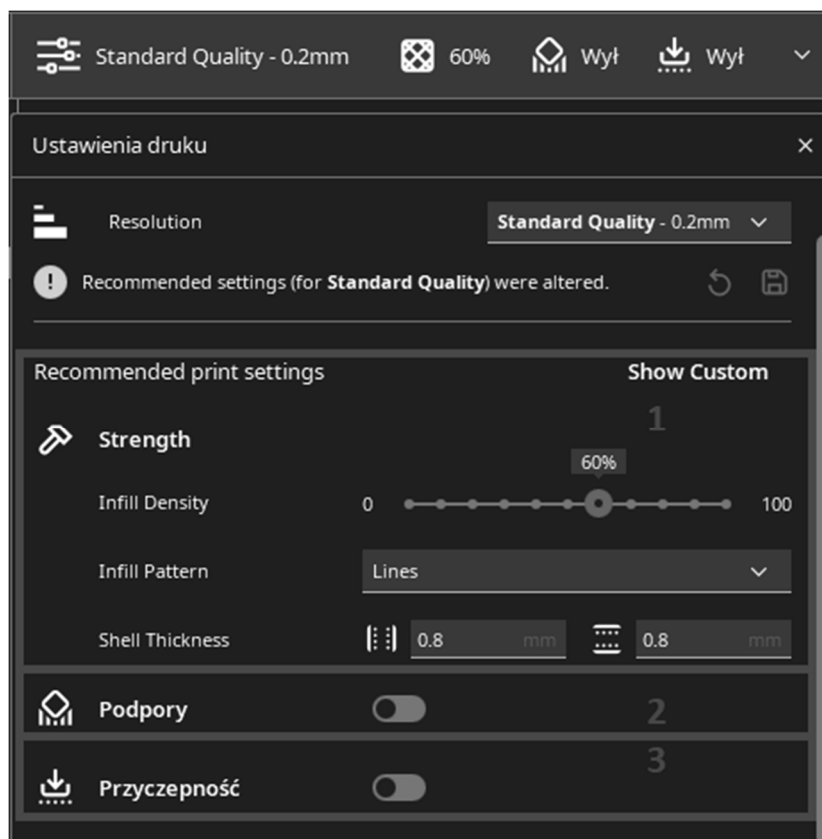 Standard Quality - 0.2mm 60% Wył Wył
Ustawienia druku
Resolution Standard Quality - 0.2mm
Recommended settings (for Standard Quality) were altered.
Recommended print settings Show Custom
1
Strength
60%
Infill Density 0 100
Infill Pattern Lines
Shell Thickness 0.8 mm 0.8 mm
Podpory 2
3
Przyczepność